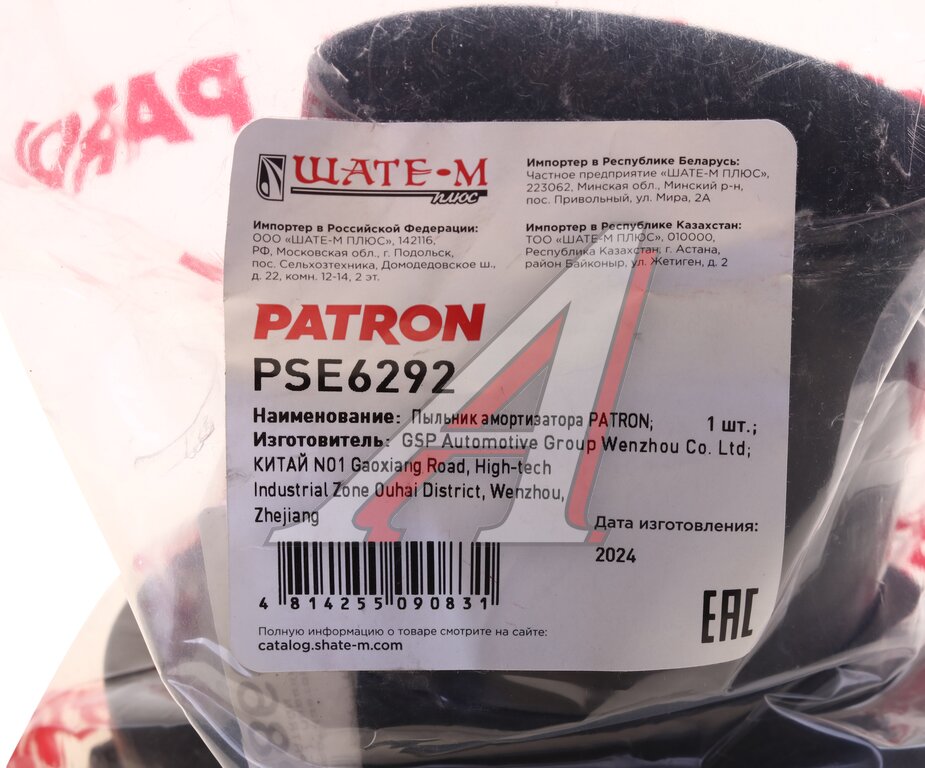 ШАТЕ-М
ПЛЮС
Импортер в Республике Беларусь:
Частное предприятие «ШАТЕ-М ПЛЮС»,
223062, Минская обл., Минский р-н,
пос. Привольный, ул. Мира, 2А
Импортер в Российской Федерации:
ООО «ШАТЕ-М ПЛЮС», 142116,
РФ, Московская обл., г. Подольск,
пос. Сельхозтехника, Домодедовское ш.,
д. 22, комн. 12-14, 2 эт.
Импортер в Республике Казахстан:
ТОО «ШАТЕ-М ПЛЮС», 010000,
Республика Казахстан, г. Астана,
район Байконыр, ул. Жетиген, д. 2
PATRON
PSE6292
Наименование: Пыльник амортизатора PATRON; 1 шт.;
Изготовитель: GSP Automotive Group Wenzhou Co. Ltd;
КИТАЙ NO1 Gaoxiang Road, High-tech
Industrial Zone Ouhai District, Wenzhou,
Zhejiang
Дата изготовления:
2024
4 814255 090831
EAC
Полную информацию о товаре смотрите на сайте:
catalog.shate-m.com